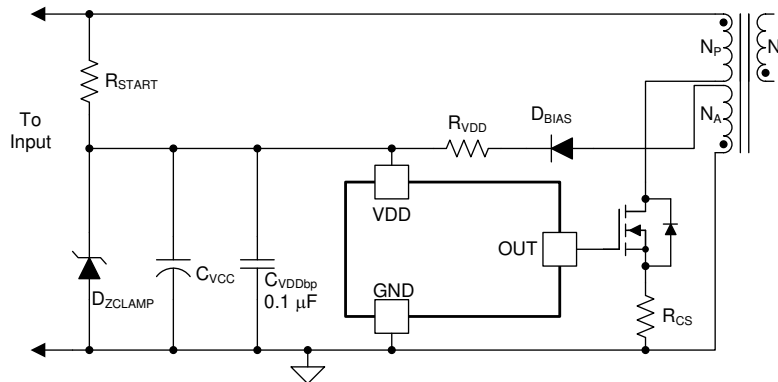 N_P
N
R_START
N_A
To
Input
D_BIAS
R_VDD
VDD
OUT
GND
D_ZCLAMP
C_VCC
C_VDDbp
0.1 μF
R_CS